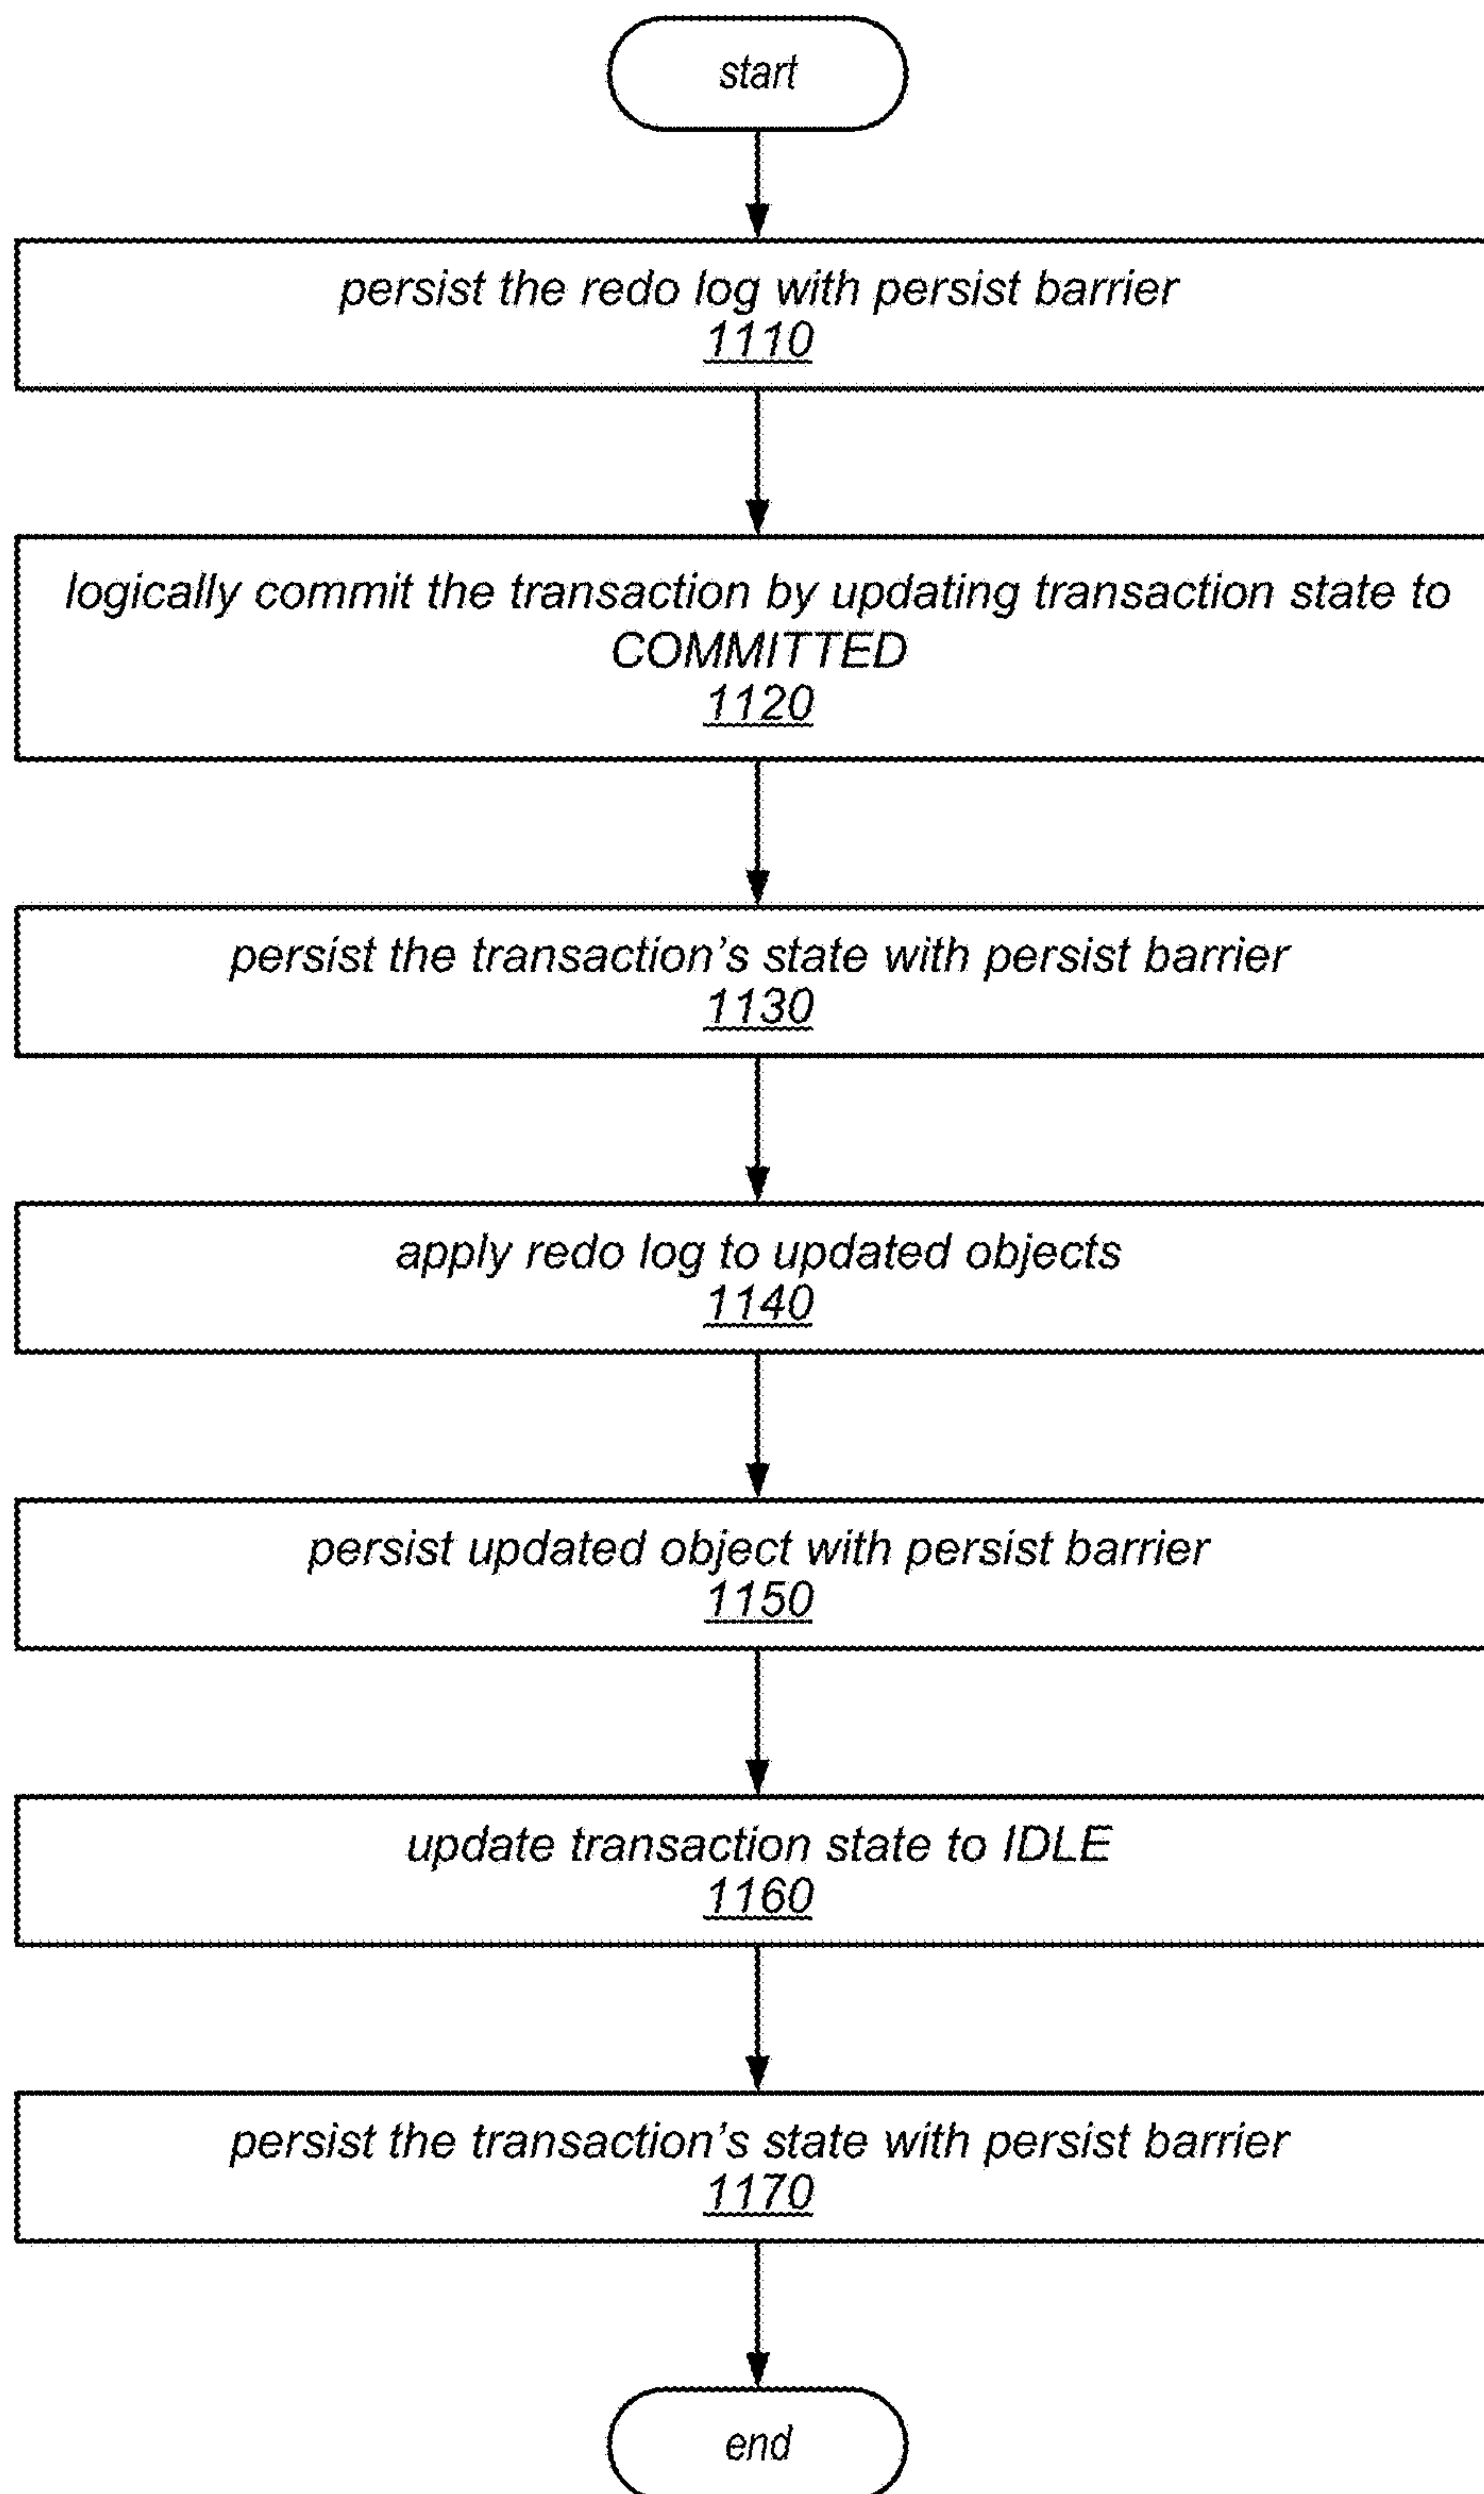 start
persist the redo log with persist barrier
1110
logically commit the transaction by updating transaction state to
COMMITTED
1120
persist the transaction's state with persist barrier
1130
apply redo log to updated objects
1140
persist updated object with persist barrier
1150
update transaction state to IDLE
1160
persist the transaction's state with persist barrier
1170
end